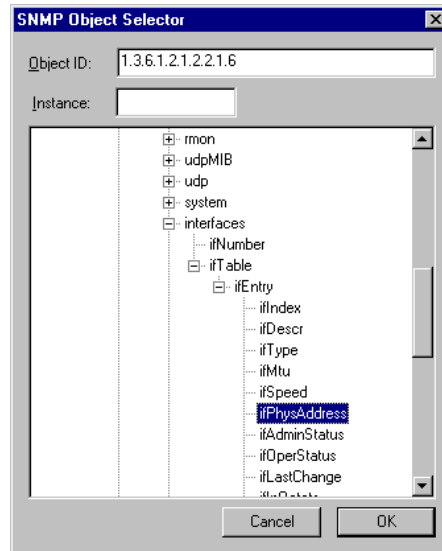 SNMP Object Selector
Object ID: 1.3.6.1.2.1.2.2.1.6
Instance:
rmon
udpMIB
udp
system
interfaces
ifNumber
ifTable
ifEntry
ifIndex
ifDescr
ifType
ifMtu
ifSpeed
ifPhysAddress
ifAdminStatus
ifOperStatus
ifLastChange
Cancel OK